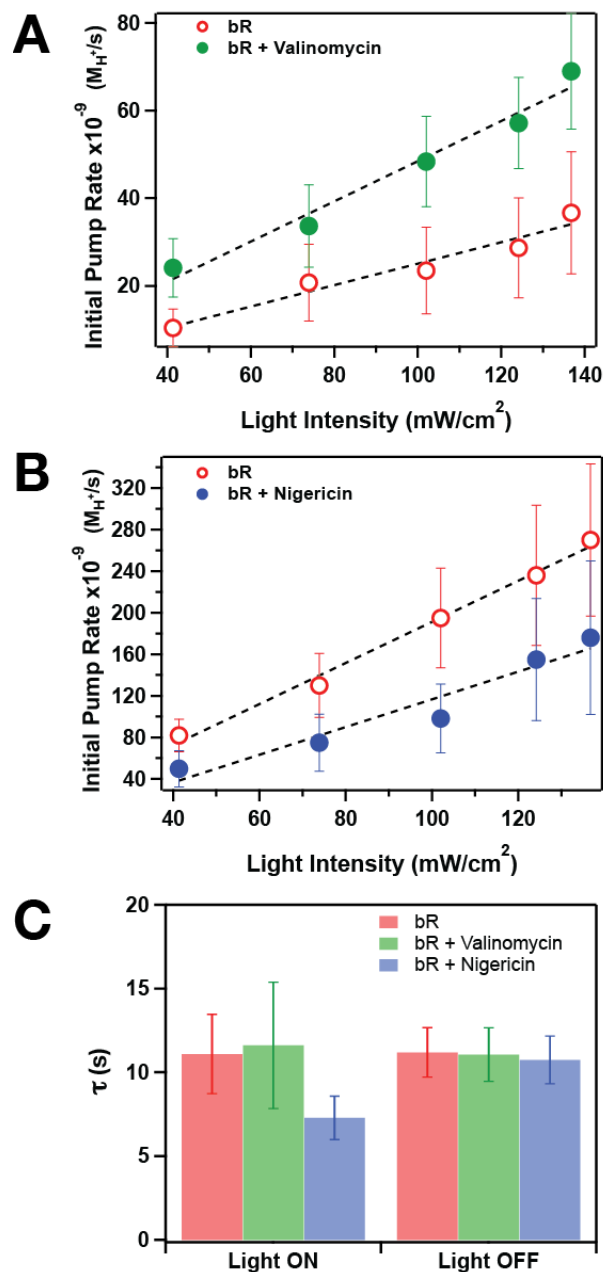 A
bR
bR + Valinomycin
Initial Pump Rate x10⁻⁹ (M_H⁺/s)
80
60
40
20
40
60
80
100
120
140
Light Intensity (mW/cm²)
B
bR
bR + Nigericin
Initial Pump Rate x10⁻⁹ (M_H⁺/s)
320
280
240
200
160
120
80
40
40
60
80
100
120
Light Intensity (mW/cm²)
C
bR
bR + Valinomycin
bR + Nigericin
τ (s)
20
15
10
5
0
Light ON
Light OFF